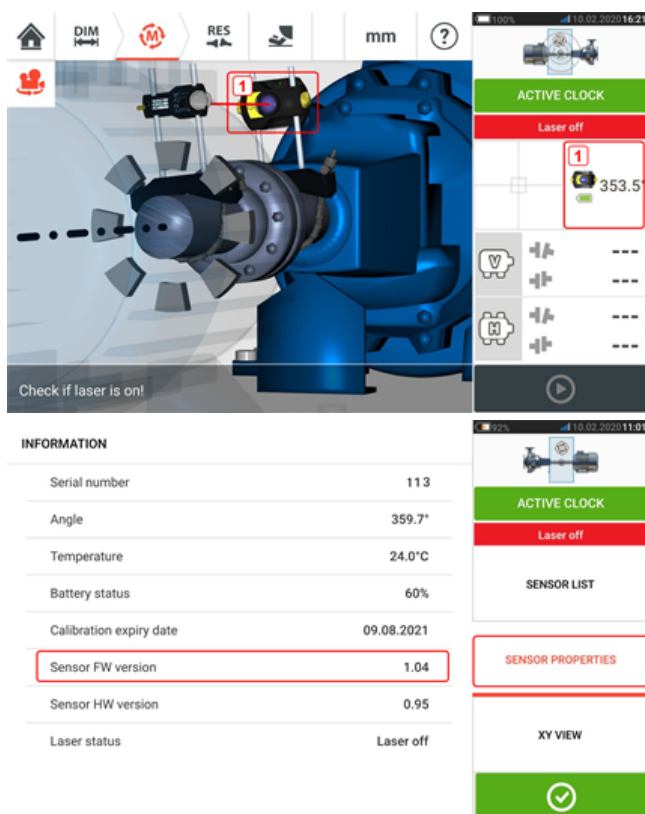 DIM
M
RES
mm
?
100%
10.02.2020 16:21
ACTIVE CLOCK
Laser off
1
1
353.5°
V
---
---
H
---
---
Check if laser is on!
92%
10.02.2020 11:01
INFORMATION
Serial number 113
Angle 359.7°
Temperature 24.0°C
Battery status 60%
Calibration expiry date 09.08.2021
Sensor FW version 1.04
Sensor HW version 0.95
Laser status Laser off
ACTIVE CLOCK
Laser off
SENSOR LIST
SENSOR PROPERTIES
XY VIEW